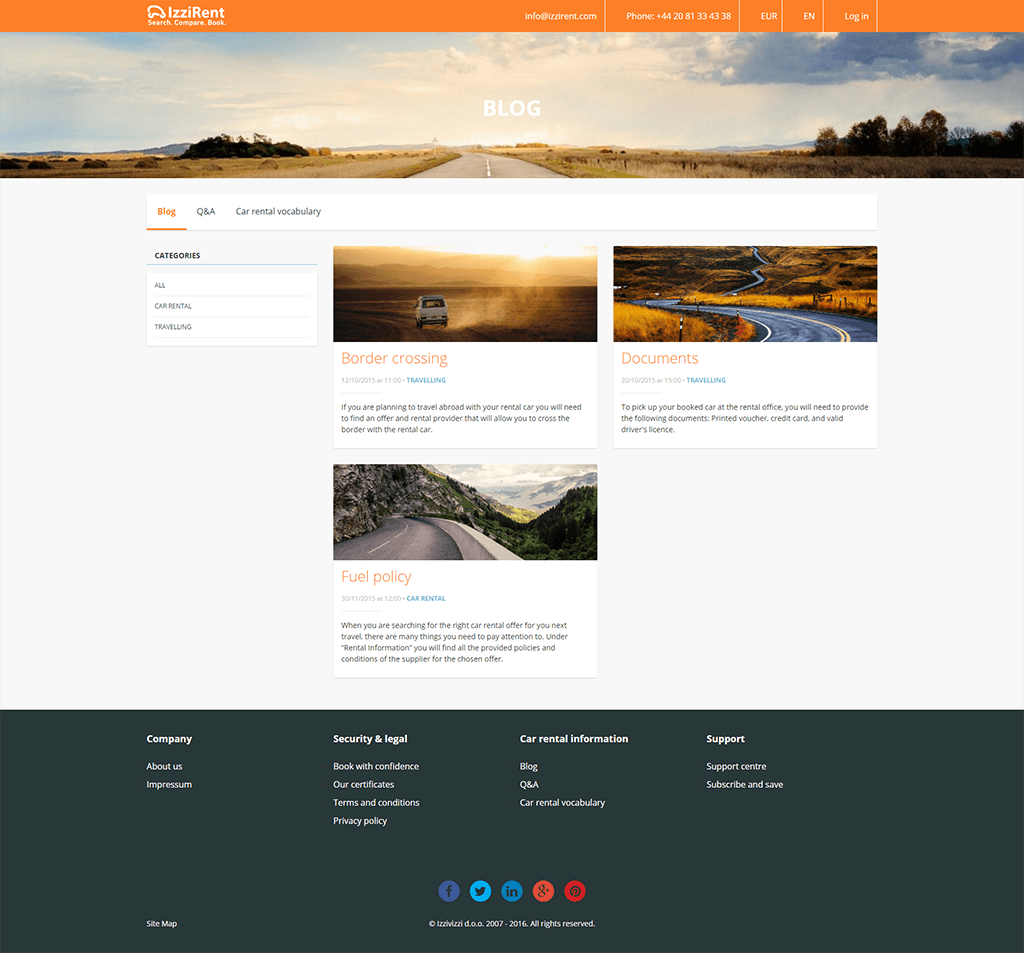 IzziRent
Search. Compare. Book.
info@izzirent.com
Phone: +44 20 81 33 43 38
EUR
EN
Log in
BLOG
Blog
Q&A
Car rental vocabulary
CATEGORIES
ALL
CAR RENTAL
TRAVELLING
Border crossing
12/10/2015 at 11:00 • TRAVELLING
If you are planning to travel abroad with your rental car you will need
to find an offer and rental provider that will allow you to cross the
border with the rental car.
Documents
20/10/2015 at 15:00 • TRAVELLING
To pick up your booked car at the rental office, you will need to provide
the following documents: Printed voucher, credit card, and valid
driver's licence.
Fuel policy
30/11/2015 at 12:00 • CAR RENTAL
When you are searching for the right car rental offer for you next
travel, there are many things you need to pay attention to. Under
“Rental Information” you will find all the provided policies and
conditions of the supplier for the chosen offer.
Company
About us
Impressum
Security & legal
Book with confidence
Our certificates
Terms and conditions
Privacy policy
Car rental information
Blog
Q&A
Car rental vocabulary
Support
Support centre
Subscribe and save
Site Map
© Izzivizzi d.o.o. 2007 - 2016. All rights reserved.